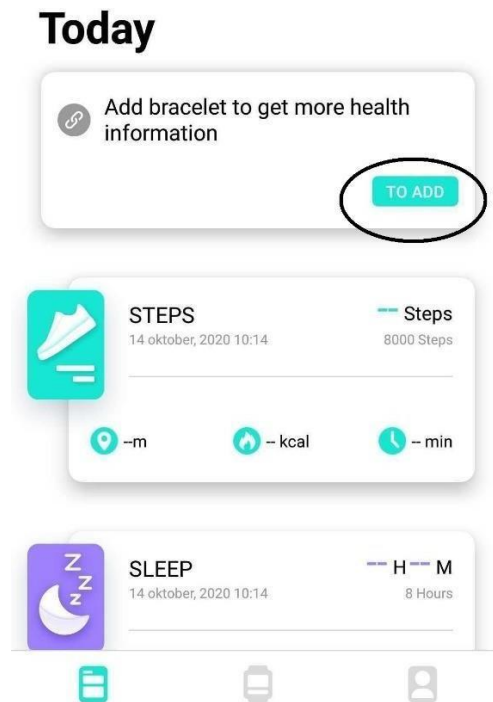 Today
Add bracelet to get more health
information
TO ADD
STEPS
-- Steps
14 oktober, 2020 10:14
8000 Steps
--m
-- kcal
-- min
Z
Z
Z
SLEEP
-- H -- M
14 oktober, 2020 10:14
8 Hours